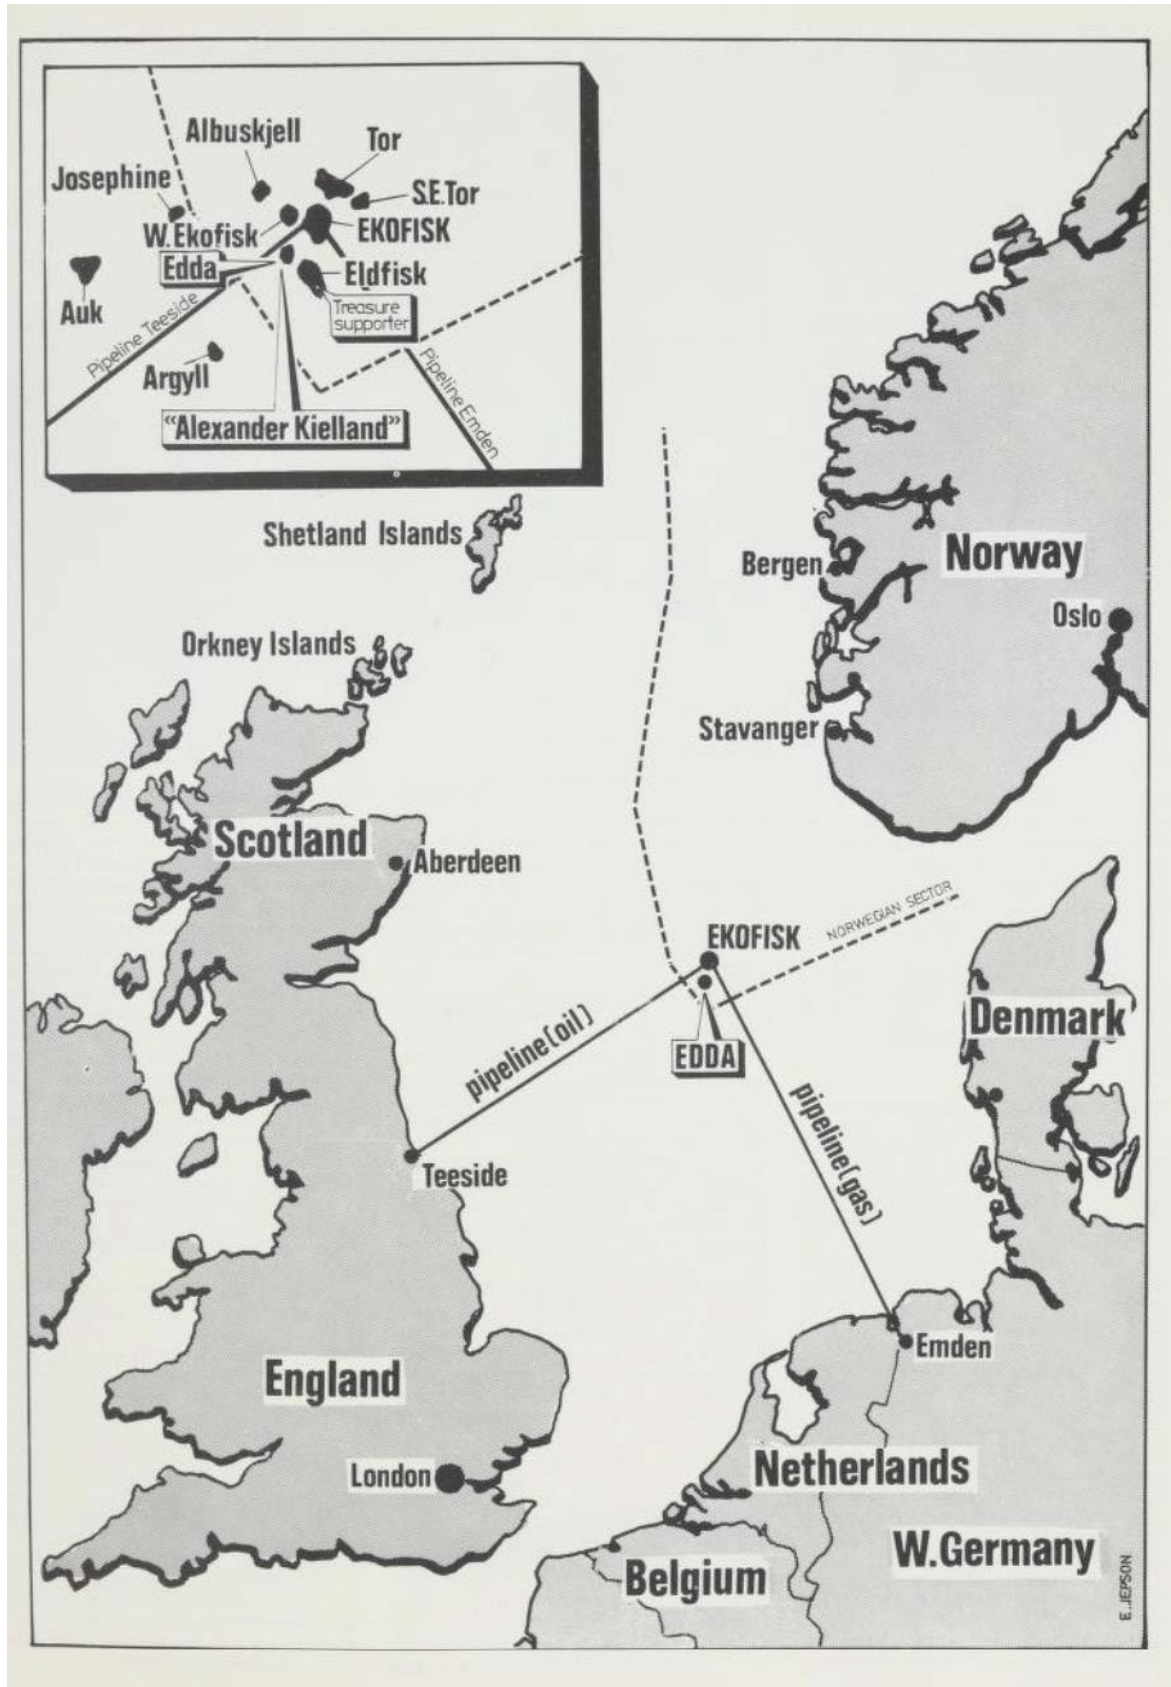 Albuskjell
Tor
Josephine
S.E.Tor
W.Ekofisk
EKOFISK
Edda
Eldfisk
Auk
Treasure
supporter
Pipeline Teeside
Argyll
Pipeline Emden
“Alexander Kielland”
Shetland Islands
Norway
Bergen
Oslo
Orkney Islands
Stavanger
Scotland
Aberdeen
NORWEGIAN SECTOR
EKOFISK
Denmark
pipeline(oil)
EDDA
pipeline(gas)
Teeside
Emden
England
London
Netherlands
W.Germany
Belgium
E.JEPSON